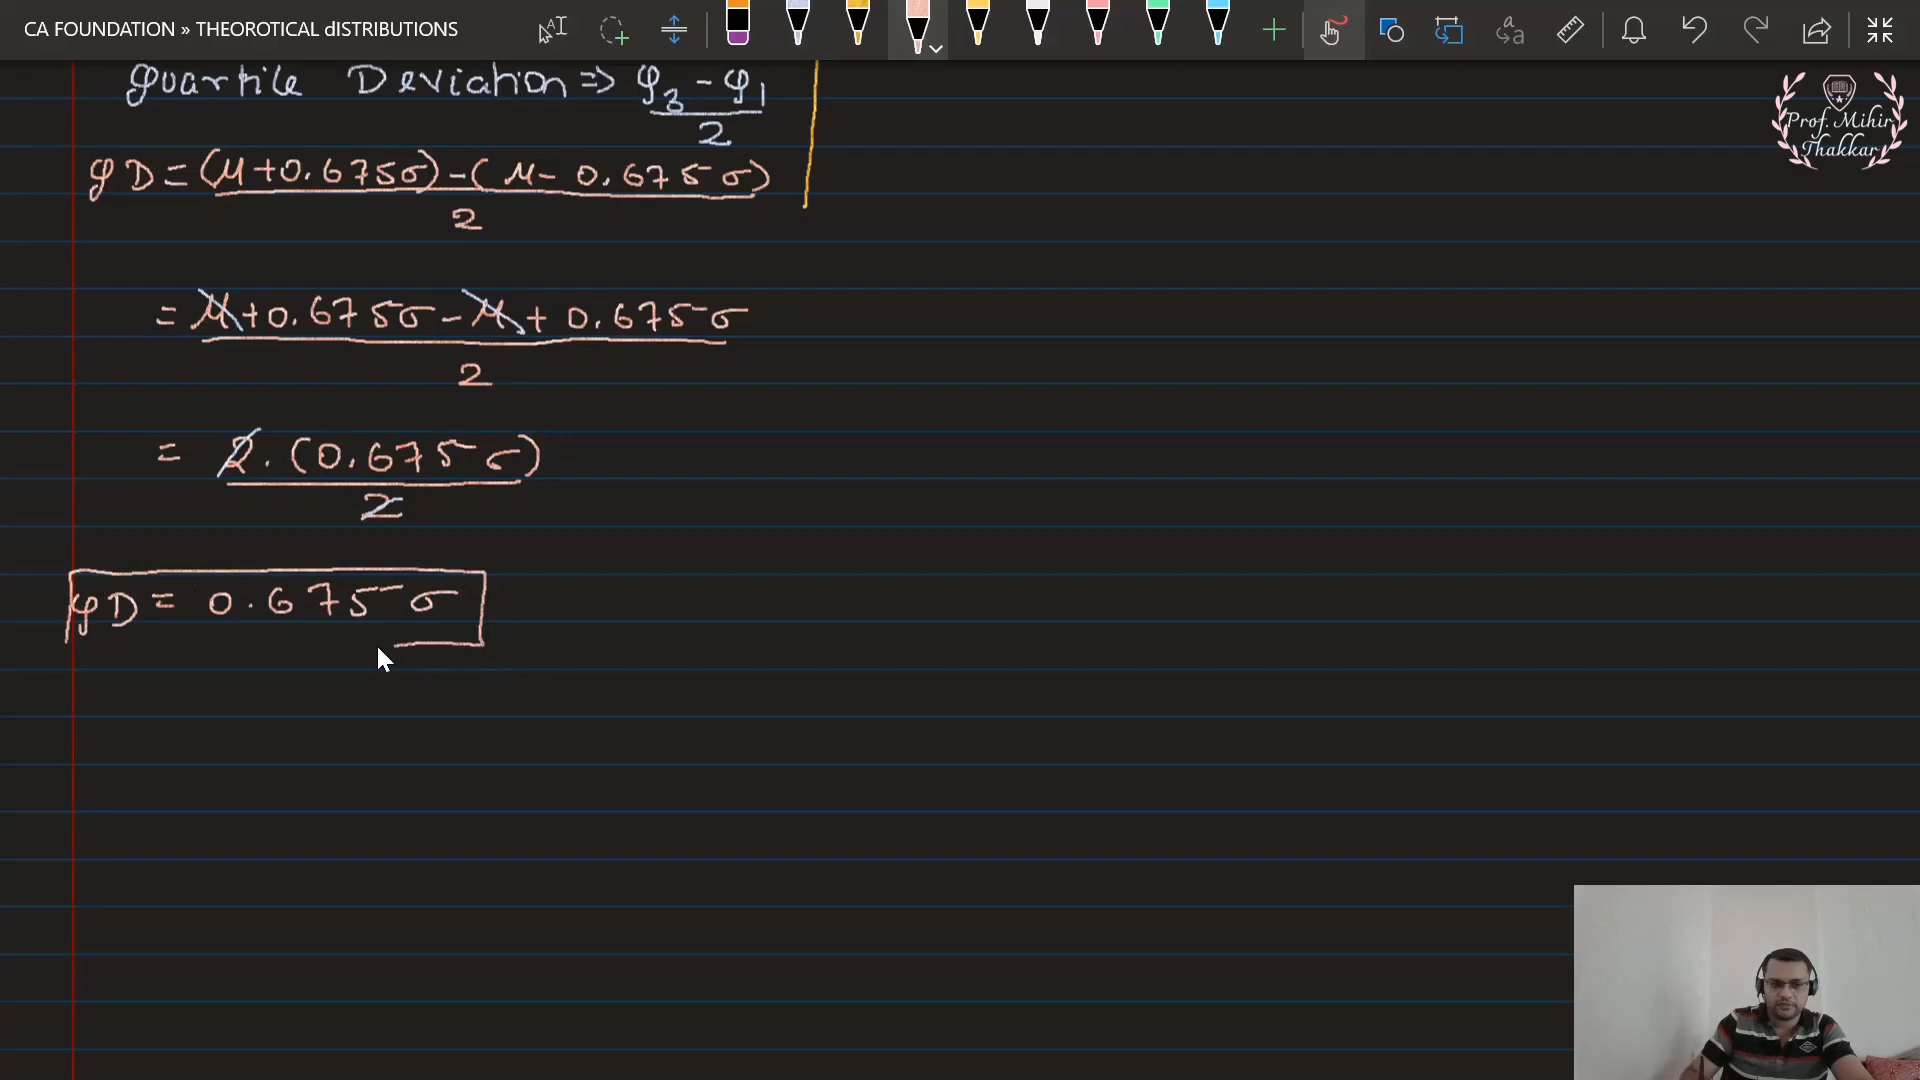 CA FOUNDATION » THEOROTICAL dISTRIBUTIONS
Prof. Mihir
Thakkar
Quartile Deviation => Q3 - Q1
2
QD = (μ+0.675σ) - (μ - 0.675σ)
2
= μ+0.675σ - μ + 0.675σ
2
= 2.(0.675σ)
2
QD = 0.675σ